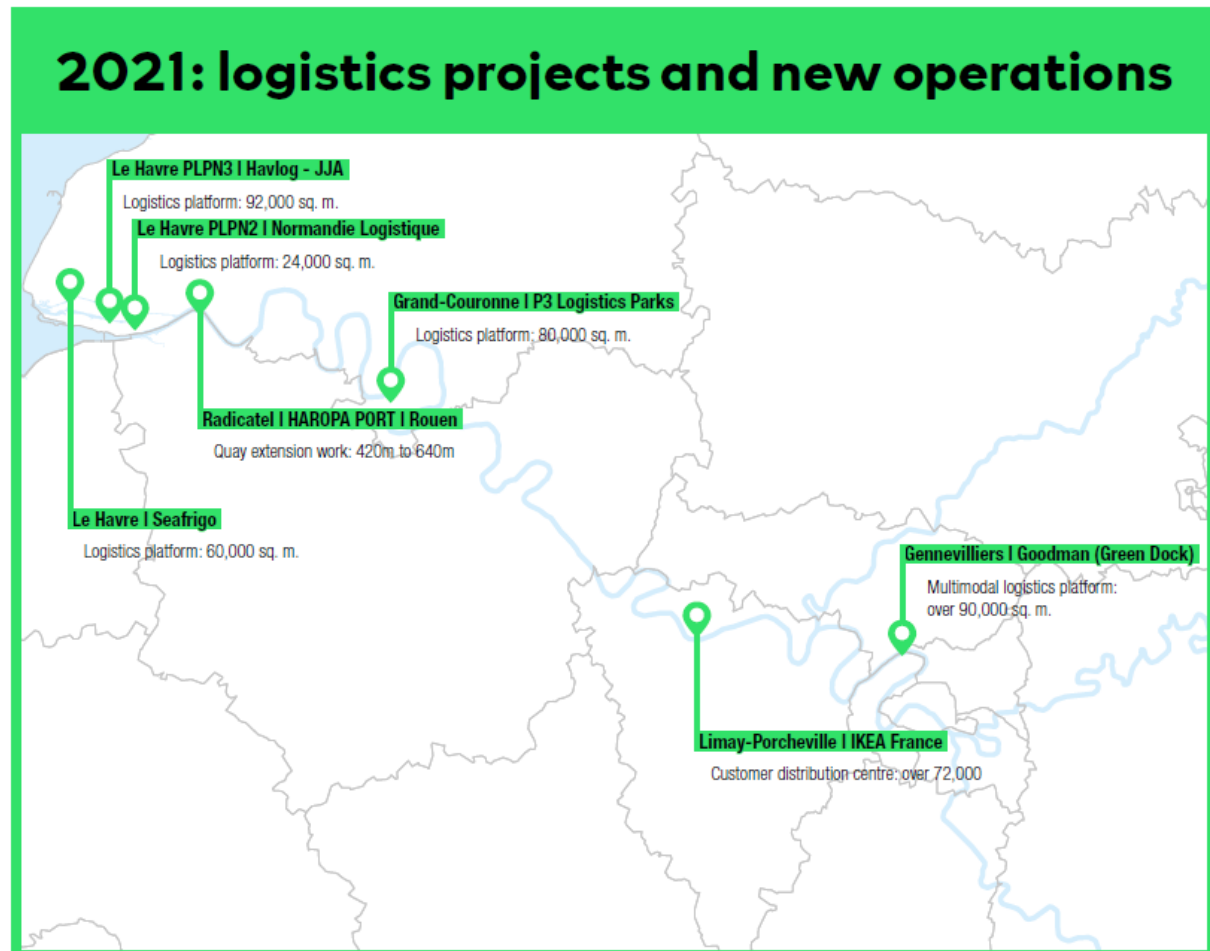 2021: logistics projects and new operations
Le Havre PLPN3 I Havlog - JJA
Logistics platform: 92,000 sq. m.
Le Havre PLPN2 I Normandie Logistique
Logistics platform: 24,000 sq. m.
Grand-Couronne I P3 Logistics Parks
Logistics platform: 80,000 sq. m.
Radicatel I HAROPA PORT I Rouen
Quay extension work: 420m to 640m
Le Havre I Seafrigo
Logistics platform: 60,000 sq. m.
Gennevilliers I Goodman (Green Dock)
Multimodal logistics platform:
over 90,000 sq. m.
Limay-Porcheville I IKEA France
Customer distribution centre: over 72,000